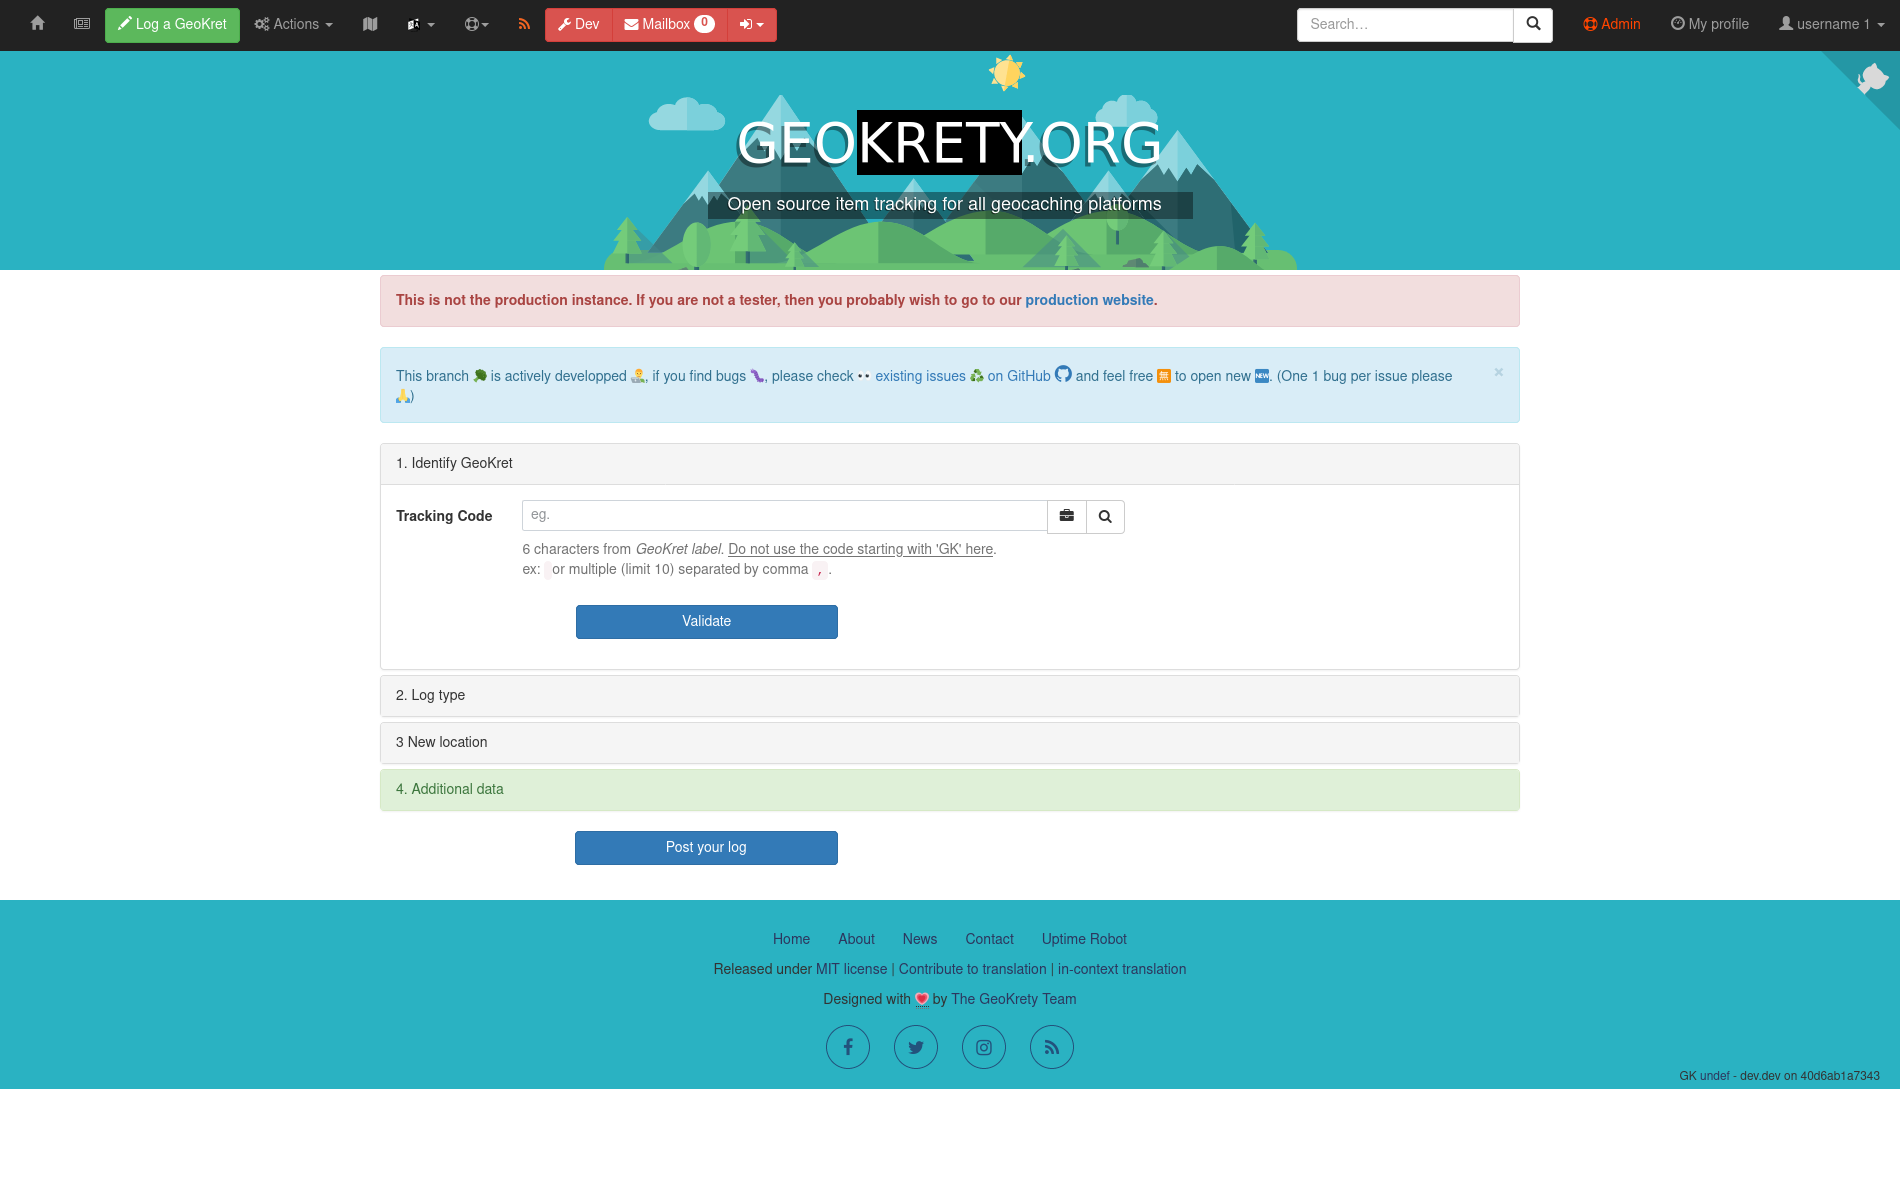 Log a GeoKret Actions Dev Mailbox 0 Search... Admin My profile username 1
GEOKRETY.ORG
Open source item tracking for all geocaching platforms
This is not the production instance. If you are not a tester, then you probably wish to go to our production website.
This branch 🥦 is actively developped 👷, if you find bugs 🐛, please check 👀 existing issues ♻ on GitHub and feel free 🈚 to open new 🆕. (One 1 bug per issue please
🙏)
×
1. Identify GeoKret
Tracking Code eg.
6 characters from GeoKret label. Do not use the code starting with 'GK' here.
ex: or multiple (limit 10) separated by comma , .
Validate
2. Log type
3 New location
4. Additional data
Post your log
Home About News Contact Uptime Robot
Released under MIT license | Contribute to translation | in-context translation
Designed with 💗 by The GeoKrety Team
GK undef - dev.dev on 40d6ab1a7343